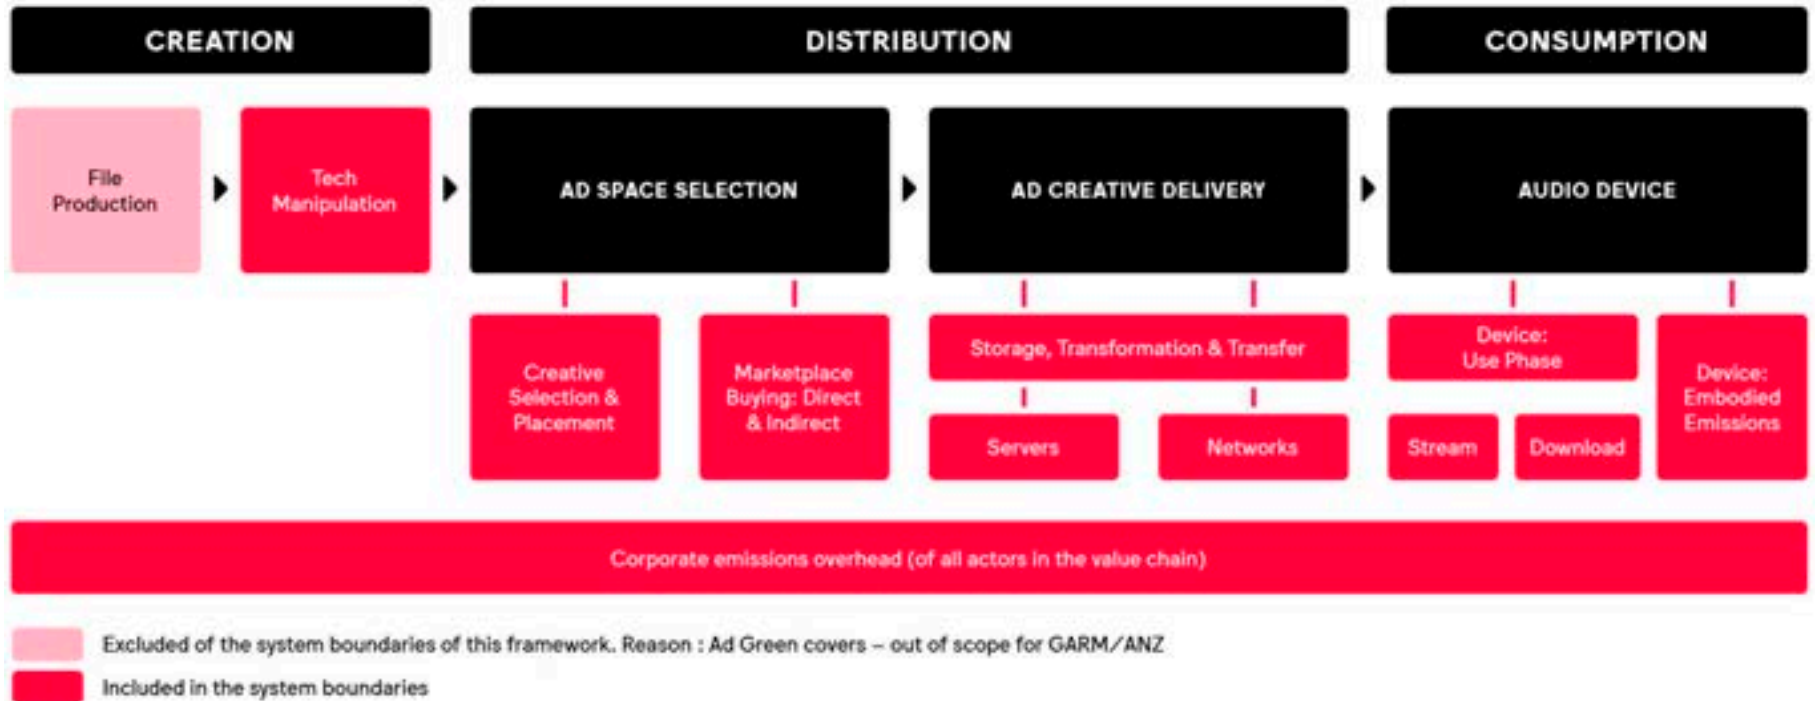 CREATION
DISTRIBUTION
CONSUMPTION
File
Production
Tech
Manipulation
AD SPACE SELECTION
AD CREATIVE DELIVERY
AUDIO DEVICE
Creative
Selection &
Placement
Marketplace
Buying: Direct
& Indirect
Storage, Transformation & Transfer
Servers
Networks
Device:
Use Phase
Stream
Download
Device:
Embodied
Emissions
Corporate emissions overhead (of all actors in the value chain)
Excluded of the system boundaries of this framework. Reason : Ad Green covers – out of scope for GARM/ANZ
Included in the system boundaries